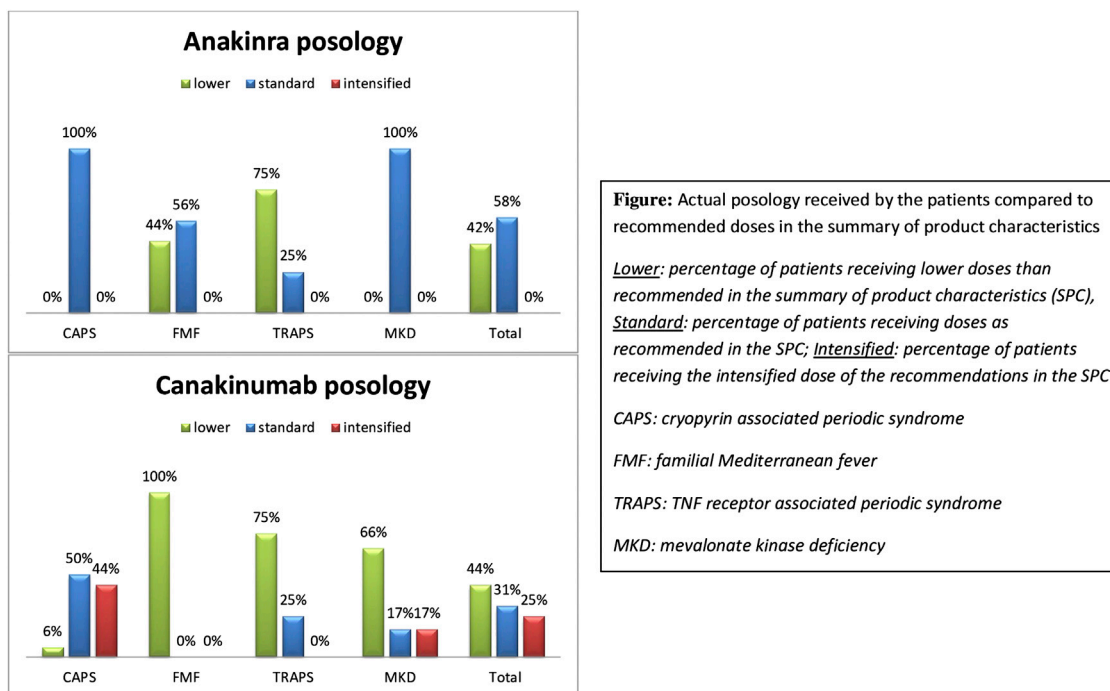 Anakinra posology
lower standard intensified
100% 100%
75%
56% 58%
44% 42%
25%
0% 0% 0% 0% 0% 0% 0%
CAPS FMF TRAPS MKD Total
Canakinumab posology
lower standard intensified
100%
75%
66%
50% 44% 44%
31% 25%
25%
17%17%
6% 0% 0% 0%
CAPS FMF TRAPS MKD Total
Figure: Actual posology received by the patients compared to
recommended doses in the summary of product characteristics
Lower: percentage of patients receiving lower doses than
recommended in the summary of product characteristics (SPC),
Standard: percentage of patients receiving doses as
recommended in the SPC; Intensified: percentage of patients
receiving the intensified dose of the recommendations in the SPC
CAPS: cryopyrin associated periodic syndrome
FMF: familial Mediterranean fever
TRAPS: TNF receptor associated periodic syndrome
MKD: mevalonate kinase deficiency